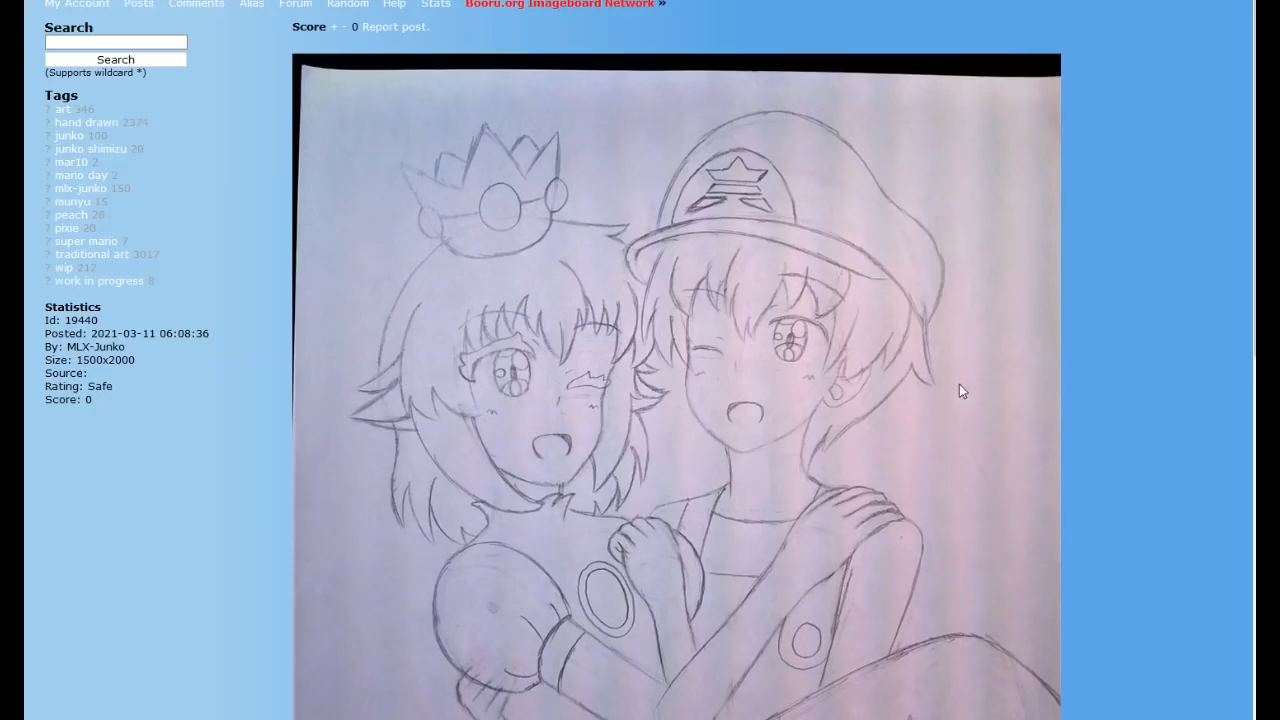 My Account Posts Comments Alias Forum Random Help Stats Booru.org Imageboard Network »
Search
Search
(Supports wildcard *)
Tags
? art 346
? hand drawn 2374
? junko 100
? junko shimizu 20
? mar10 2
? mario day 2
? mlx-junko 150
? munyu 15
? peach 28
? pixie 20
? super mario 7
? traditional art 3017
? wip 212
? work in progress 8
Statistics
Id: 19440
Posted: 2021-03-11 06:08:36
By: MLX-Junko
Size: 1500x2000
Source:
Rating: Safe
Score: 0
Score + - 0 Report post.